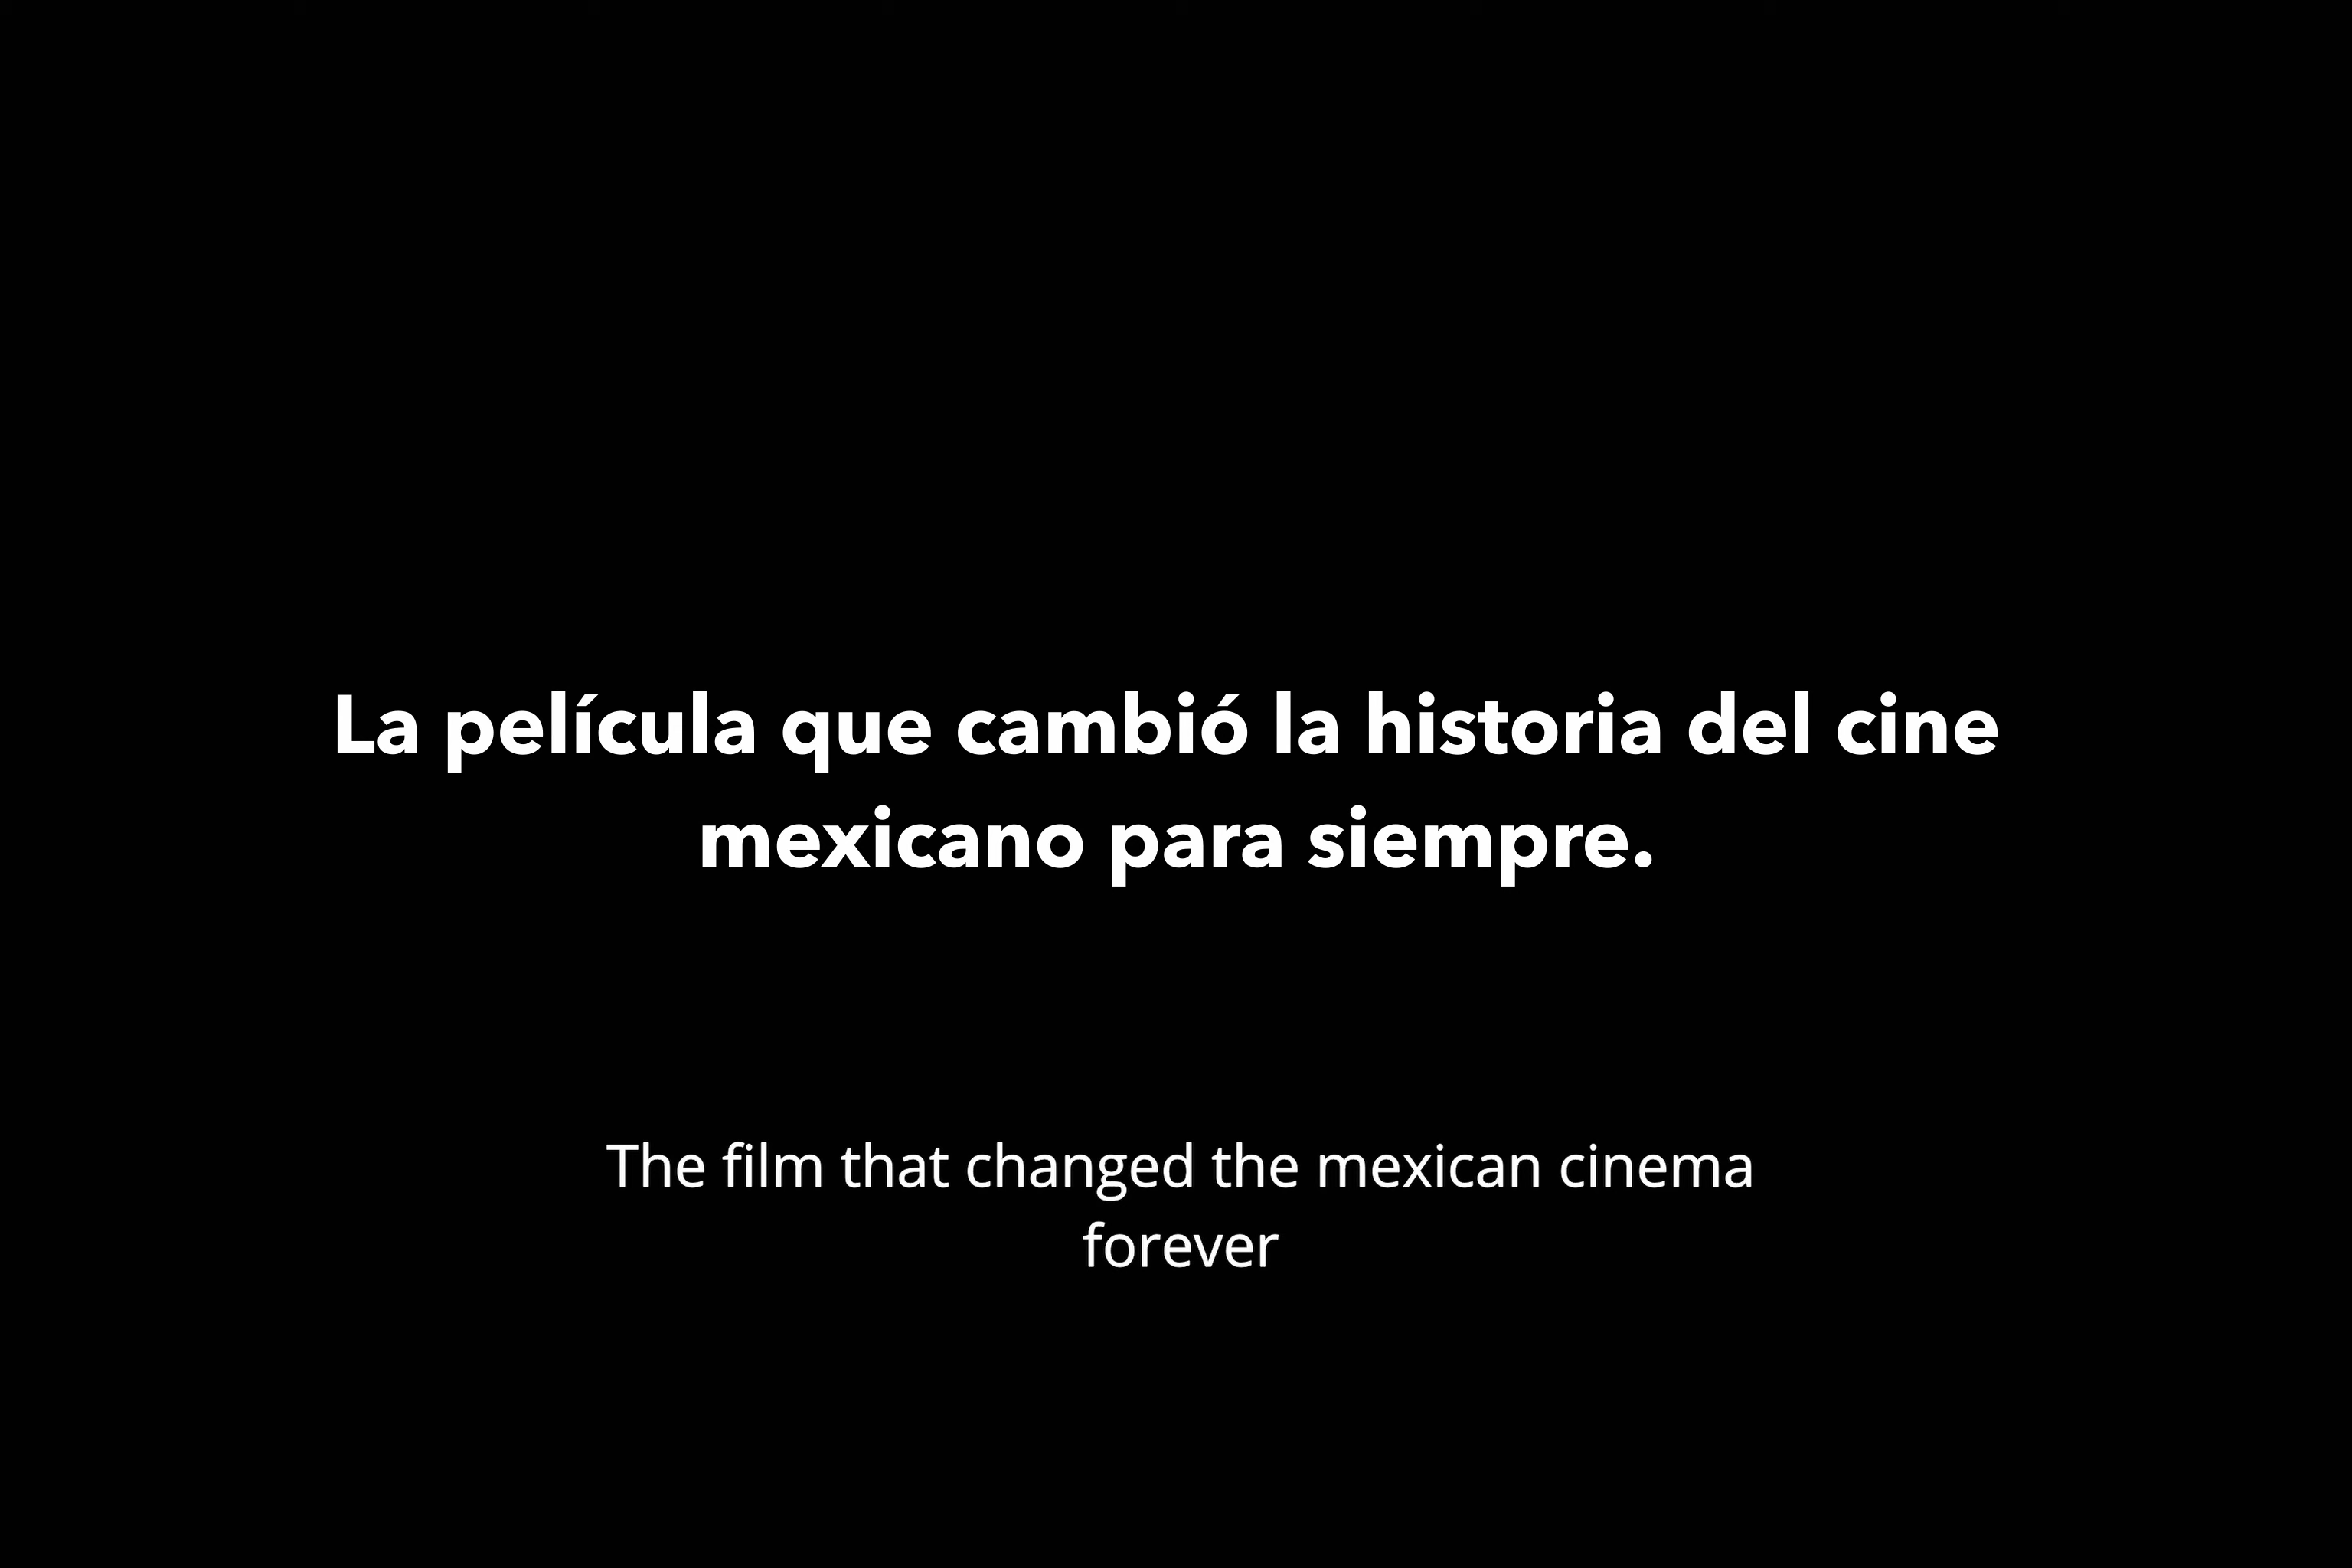 La película que cambió la historia del cine
mexicano para siempre.
The film that changed the mexican cinema
forever